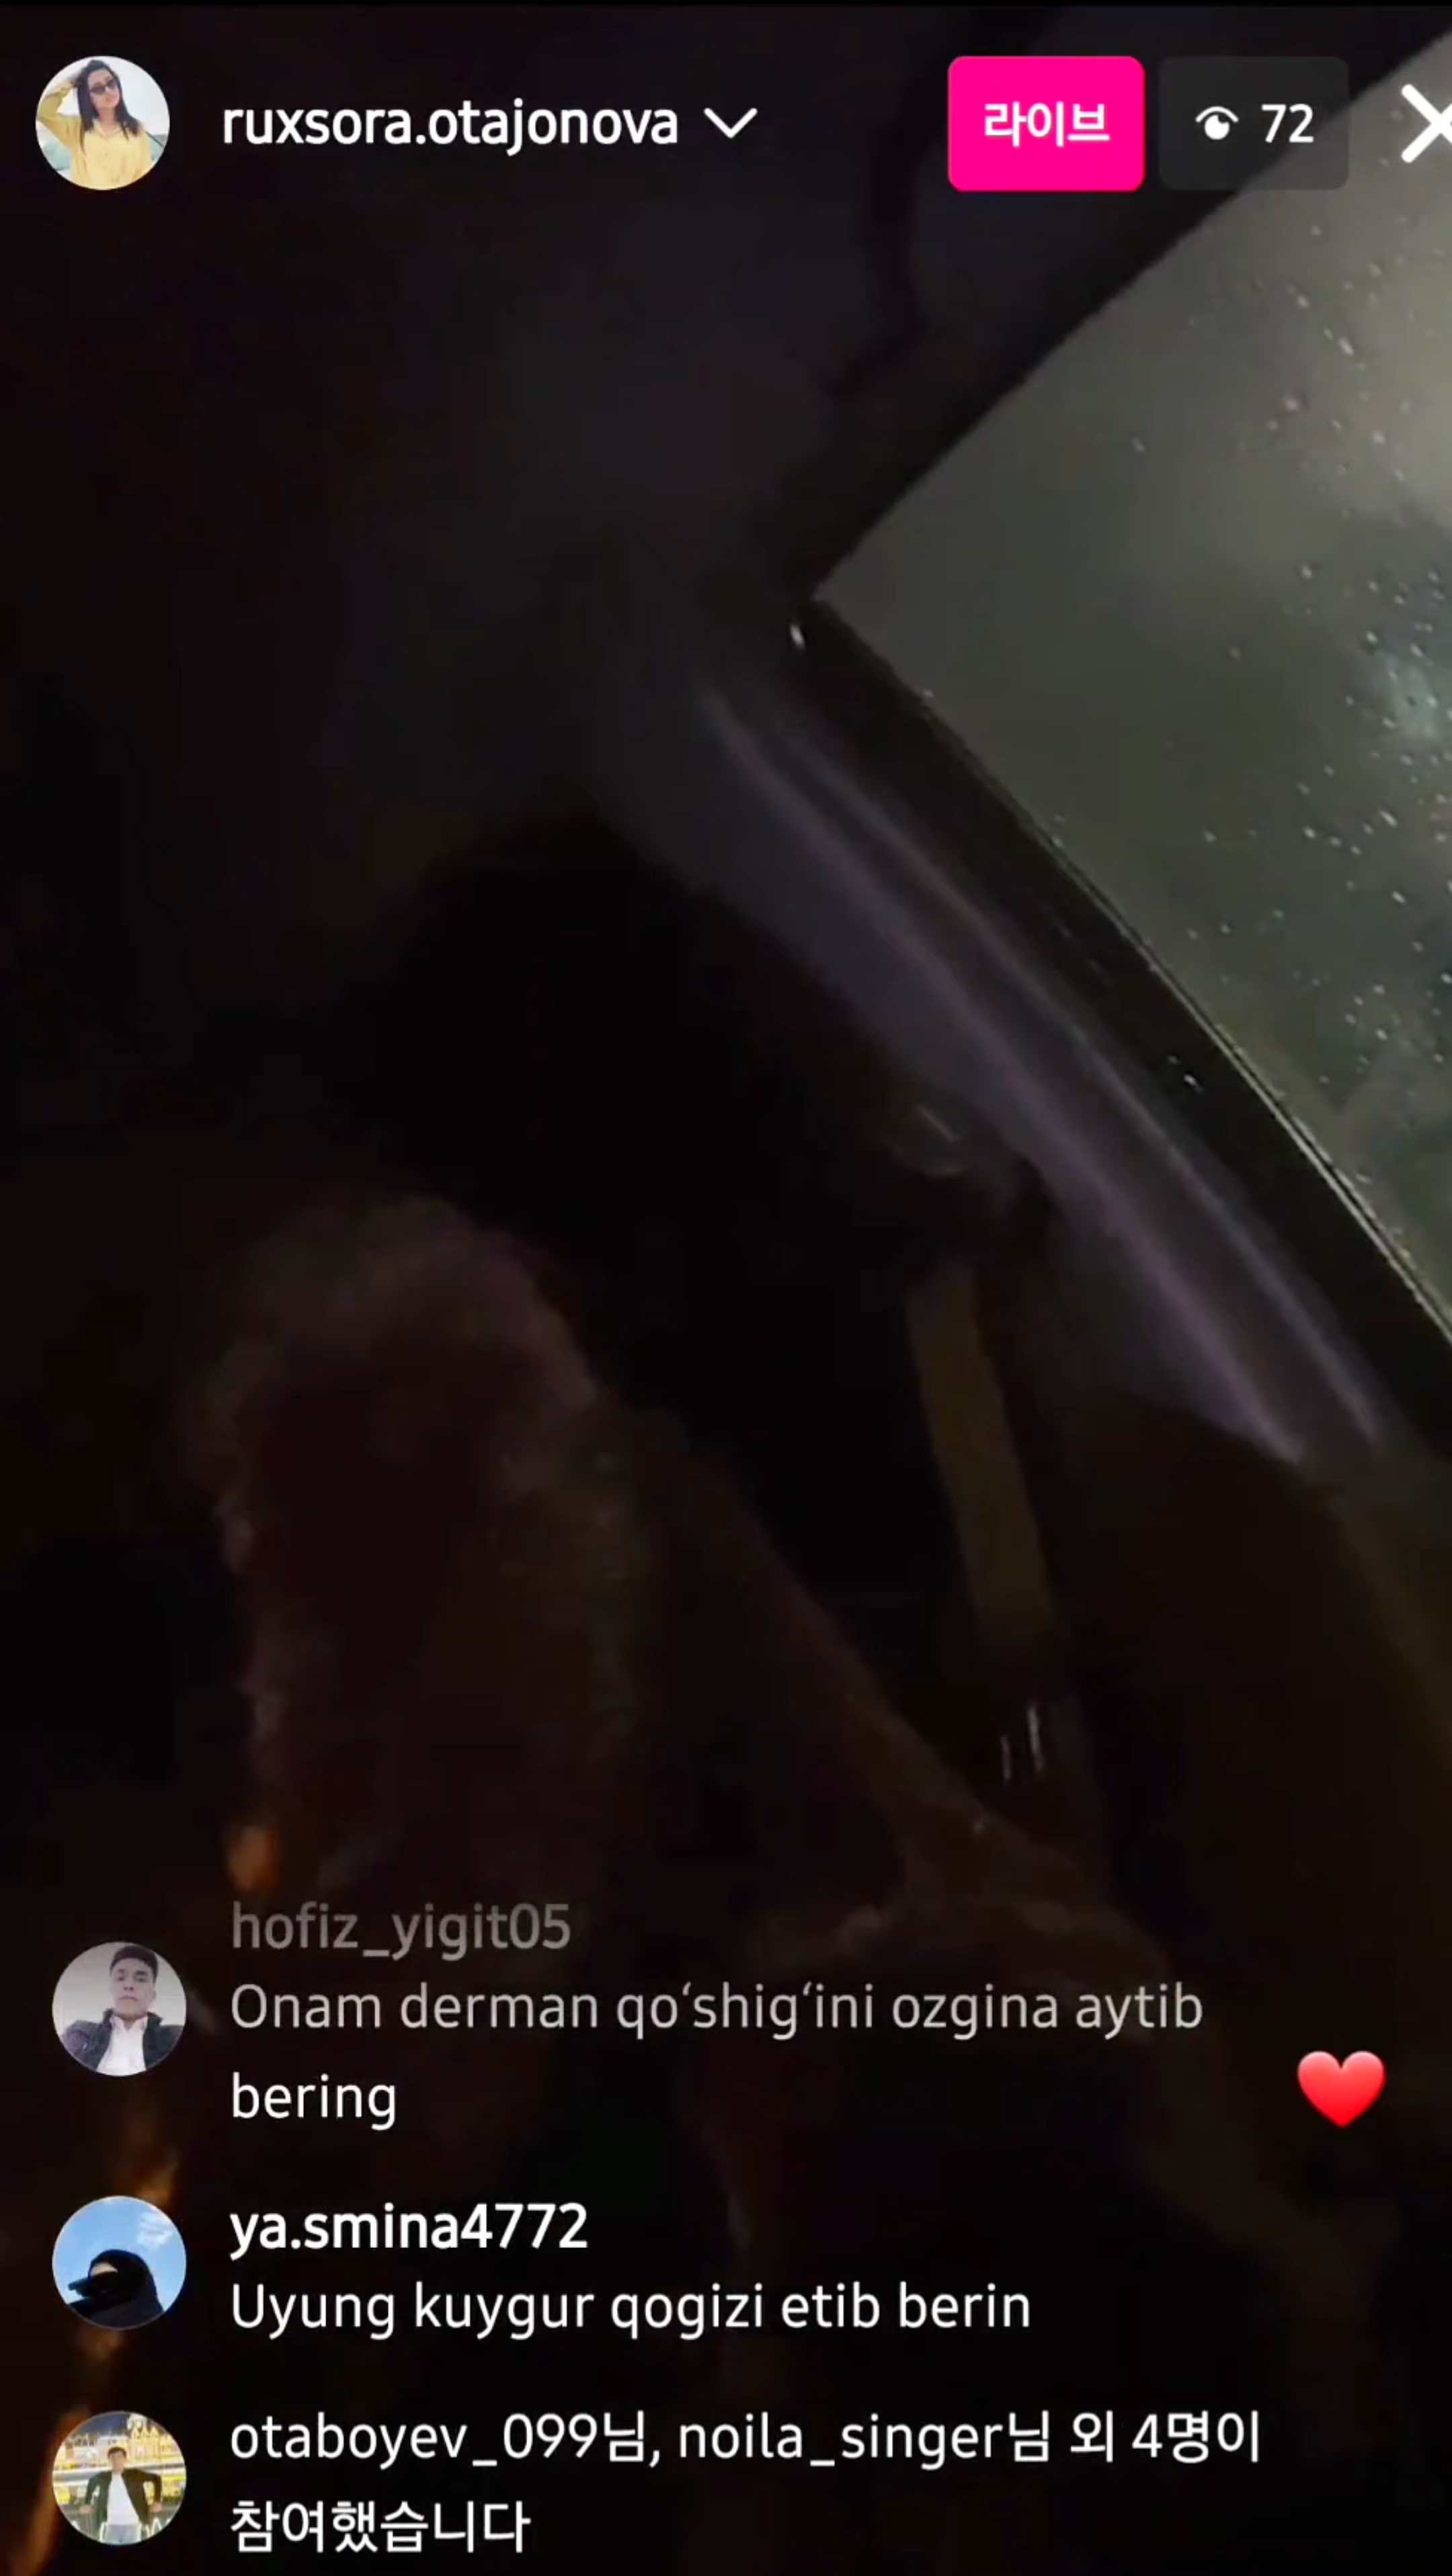 ruxsora.otajonova
라이브
72
hofiz_yigit05
Onam derman qo‘shig‘ini ozgina aytib
bering
ya.smina4772
Uyung kuygur qogizi etib berin
otaboyev_099님, noila_singer님 외 4명이
참여했습니다